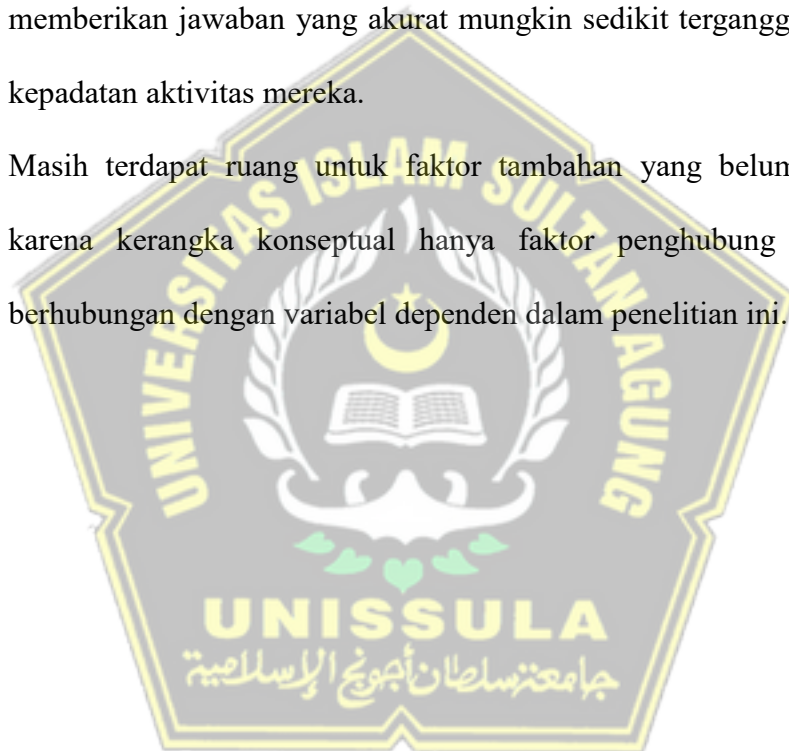 memberikan jawaban yang akurat mungkin sedikit tergangg
kepadatan aktivitas mereka.
Masih terdapat ruang untuk faktor tambahan yang belum
karena kerangka konseptual hanya faktor penghubung
berhubungan dengan variabel dependen dalam penelitian ini.
UNIVERSITAS ISLAM SULTAN AGUNG
UNISSULA
جامعة سلطان أجونج الإسلامية